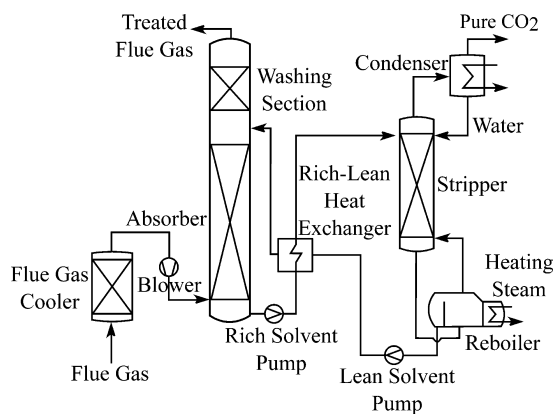 Treated
Flue Gas
Pure CO2
Condenser
Washing
Section
Water
Rich-Lean
Heat
Exchanger
Stripper
Absorber
Flue Gas
Cooler
Blower
Heating
Steam
Rich Solvent
Pump
Reboiler
Flue Gas
Lean Solvent
Pump